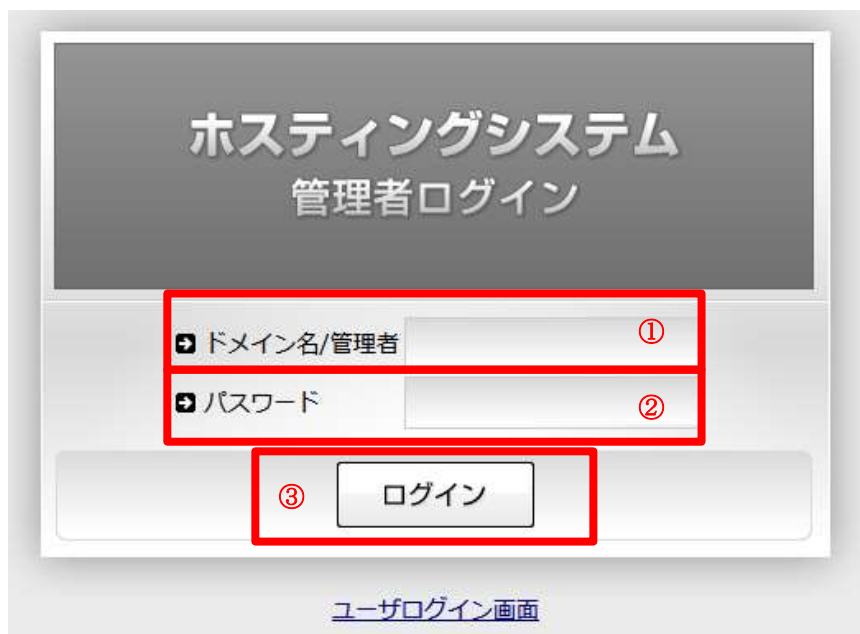 ホスティングシステム
管理者ログイン
ドメイン名/管理者 ①
パスワード ②
③ ログイン
ユーザログイン画面